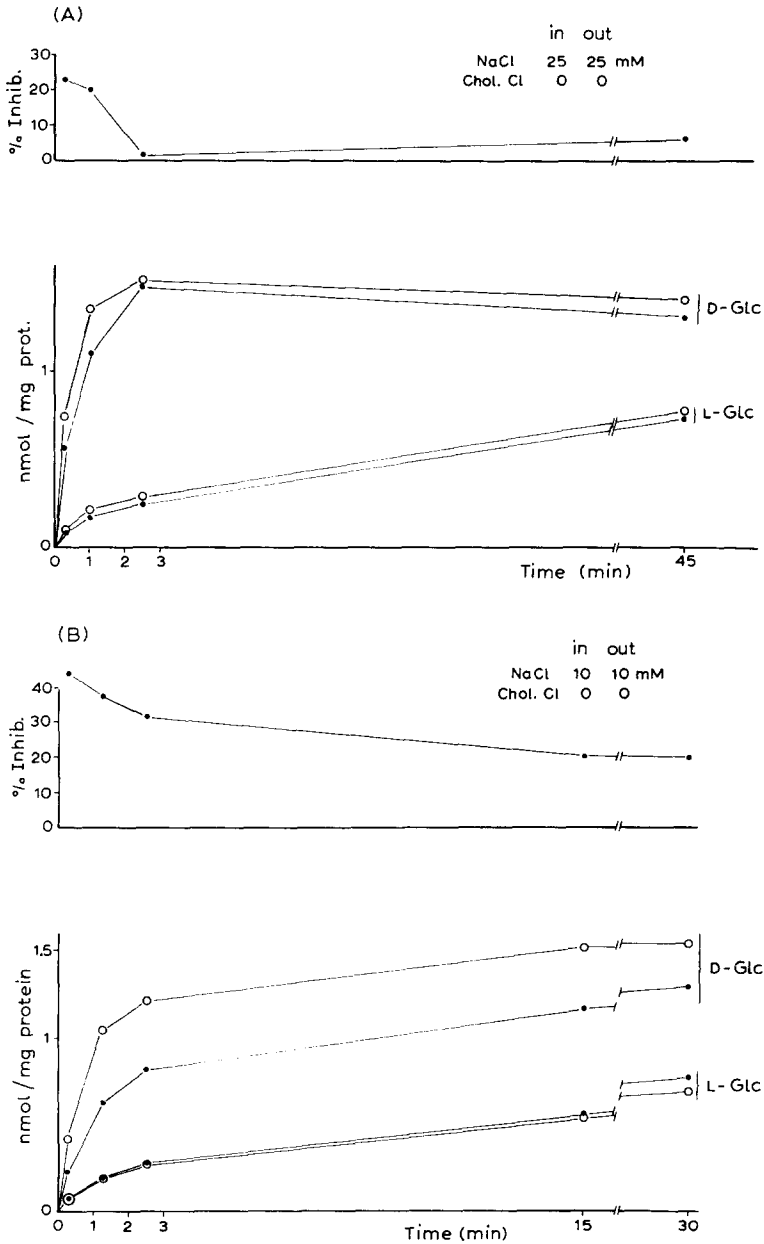 (A)
in out
NaCl 25 25 mM
Chol. Cl 0 0
% Inhib.
30
20
10
0
nmol / mg prot.
1
0
D-Glc
L-Glc
0 1 2 3 45
Time (min)
(B)
in out
NaCl 10 10 mM
Chol. Cl 0 0
% Inhib.
40
30
20
10
0
nmol / mg protein
1.5
1
0
D-Glc
L-Glc
0 1 2 3 15 30
Time (min)